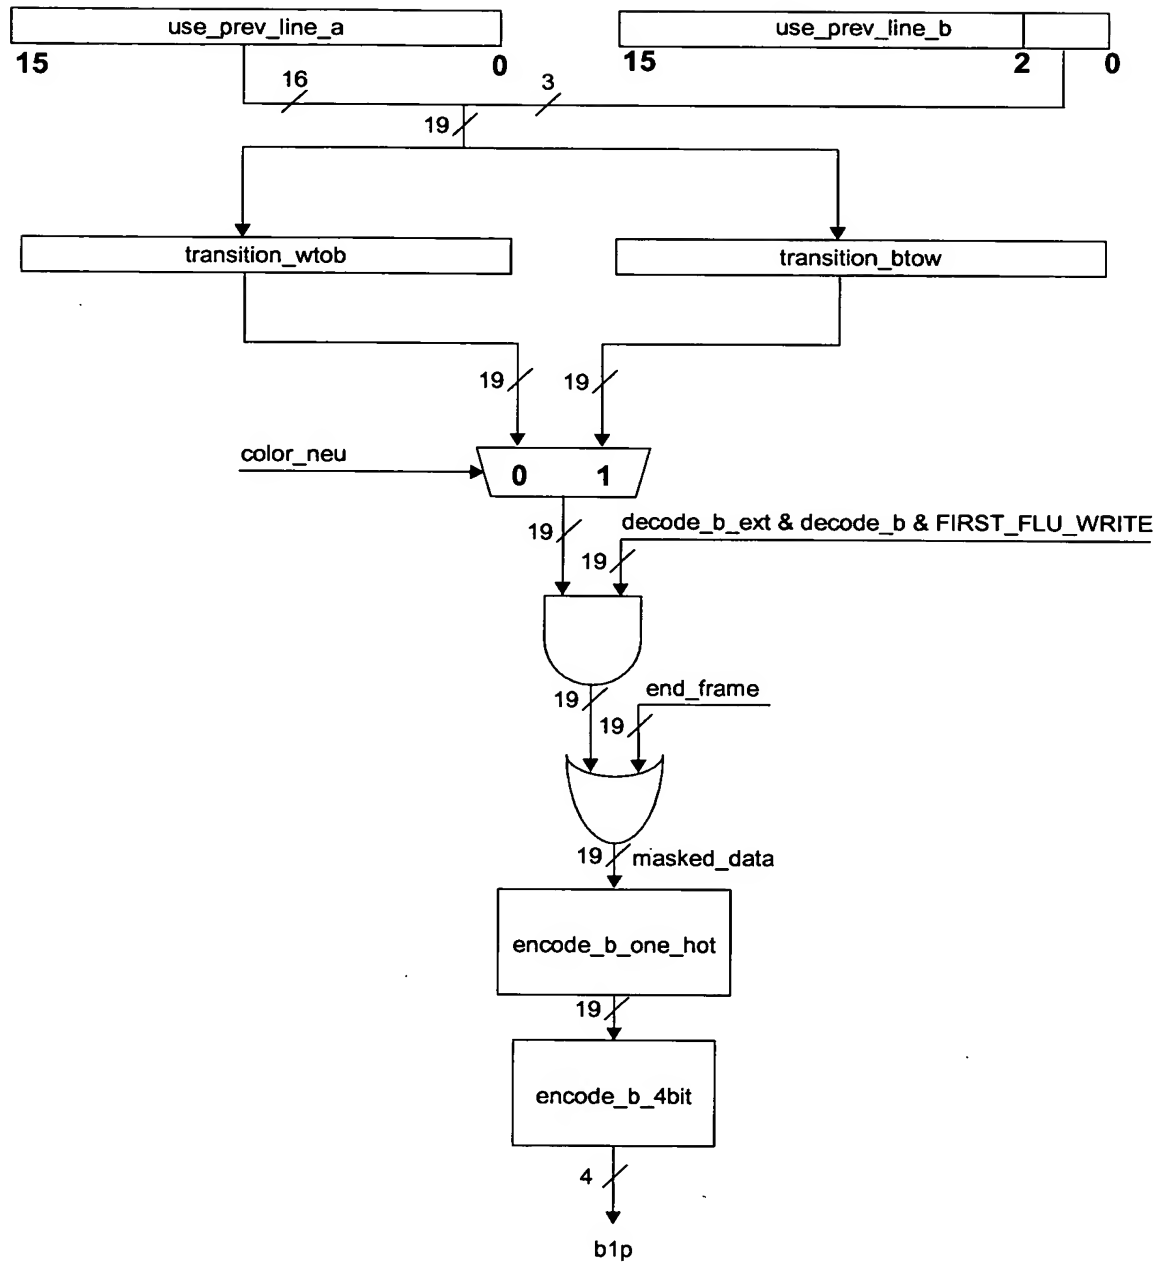 use_prev_line_a
use_prev_line_b
15
0
15
2
0
16
3
19
transition_wtob
transition_btow
19
19
color_neu
0
1
decode_b_ext & decode_b & FIRST_FLU_WRITE
19
19
19
end_frame
19
19
masked_data
encode_b_one_hot
19
encode_b_4bit
4
b1p